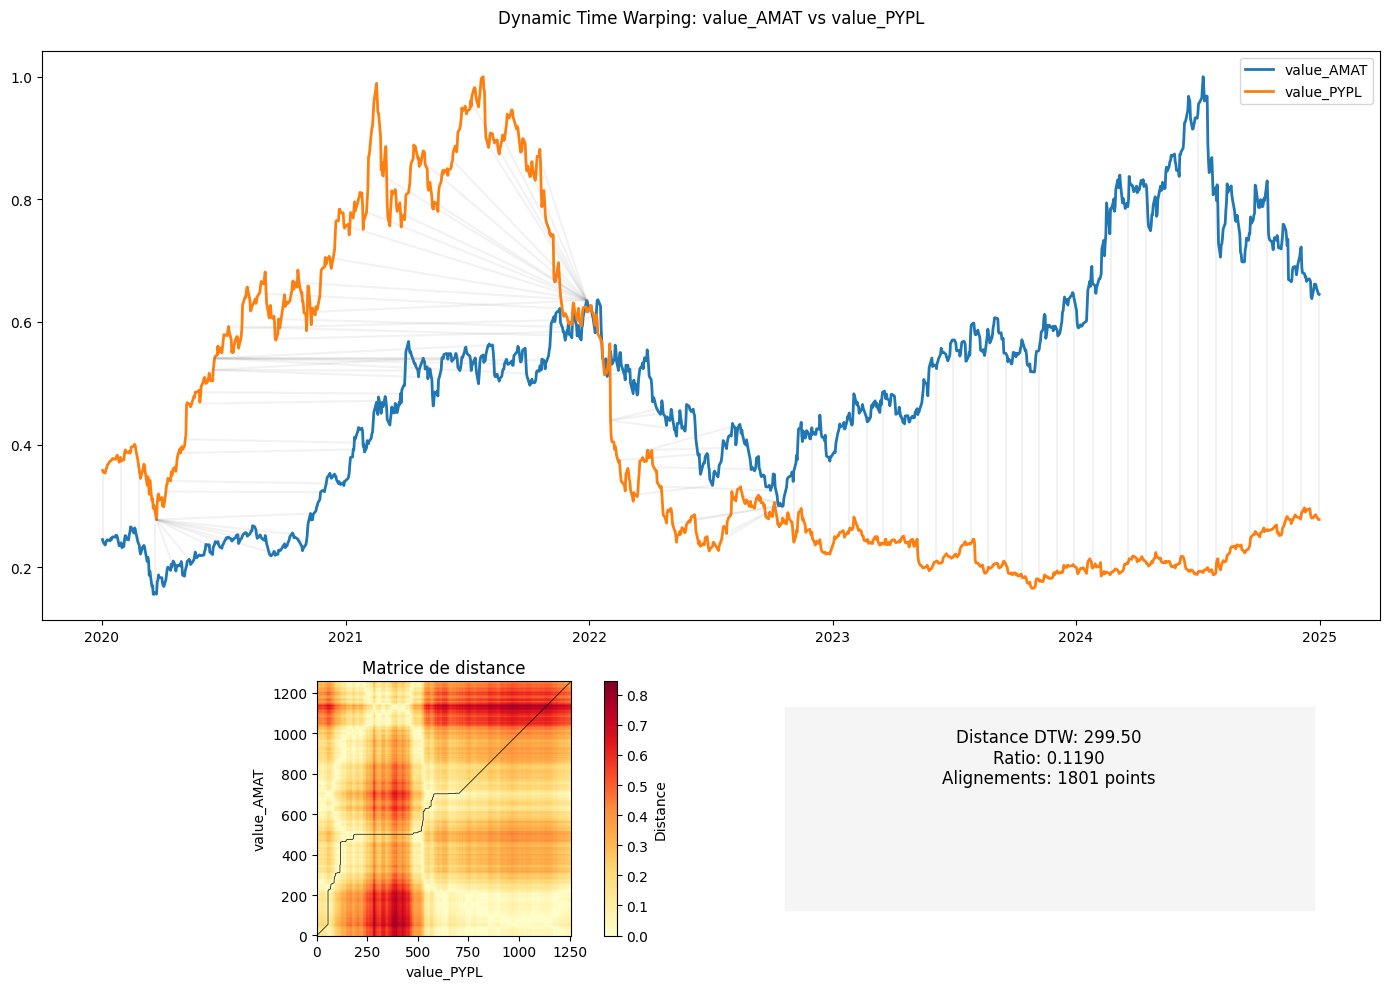 Dynamic Time Warping: value_AMAT vs value_PYPL
value_AMAT
value_PYPL
1.0
0.8
0.6
0.4
0.2
2020 2021 2022 2023 2024 2025
Matrice de distance
value_AMAT
1200
1000
800
600
400
200
0
0 250 500 750 1000 1250
value_PYPL
0.8
0.7
0.6
0.5
0.4
0.3
0.2
0.1
0.0
Distance
Distance DTW: 299.50
Ratio: 0.1190
Alignements: 1801 points